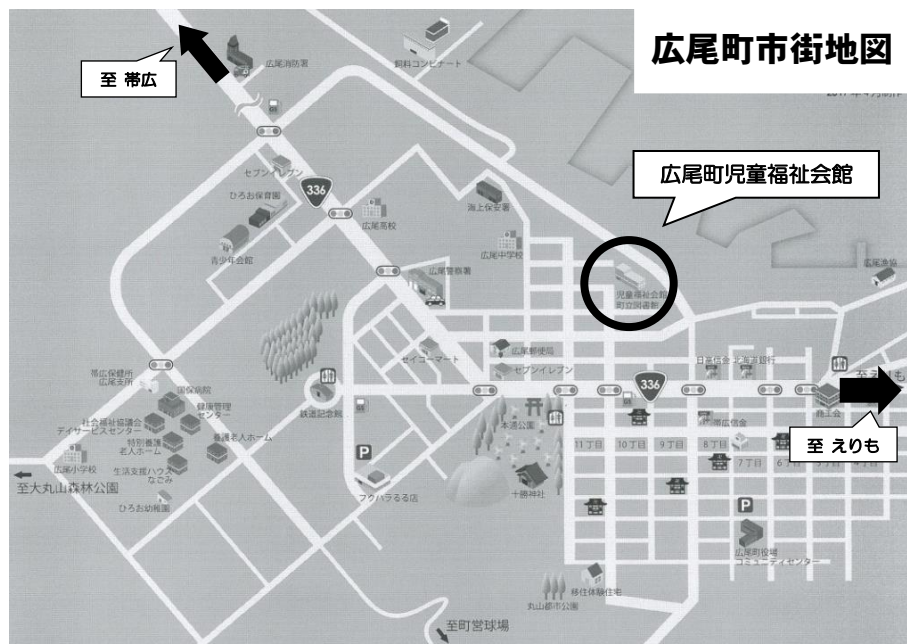 広尾町市街地図
至 帯広
広尾消防署
飼料コンビナート
広尾町児童福祉会館
セブンイレブン
336
ひろお保育園
広尾高校
海上保安署
広尾中学校
青少年会館
広尾警察署
児童福祉会館
町立図書館
広尾漁協
セイコーマート
広尾郵便局
セブンイレブン
日高信金
北海道銀行
帯広保健所
広尾支所
国保病院
健康管理
センター
鉄道記念館
336
至えりも
商工会
社会福祉協議会
デイサービスセンター
養護老人ホーム
本通公園
帯広信金
至 えりも
特別養護
老人ホーム
11丁目
10丁目
9丁目
8丁目
7丁目
広尾小学校
生活支援ハウス
なごみ
P
至大丸山森林公園
フクハラるる店
十勝神社
ひろお幼稚園
P
広尾町役場
コミュニティセンター
移住体験住宅
丸山都市公園
至町営球場